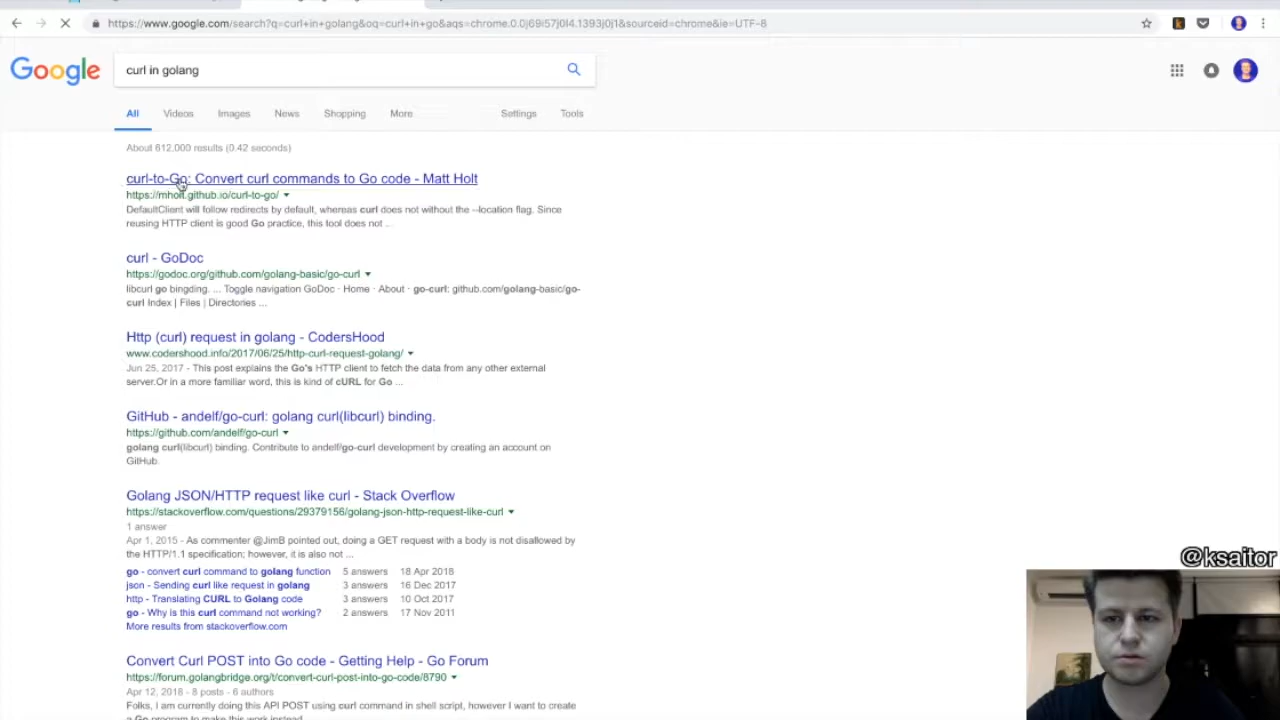 https://www.google.com/search?q=curl+in+golang&oq=curl+in+go&aqs=chrome.0.0j69i57j0l4.1393j0j1&sourceid=chrome&ie=UTF-8
Google
curl in golang
All Videos Images News Shopping More Settings Tools
About 612,000 results (0.42 seconds)
curl-to-Go: Convert curl commands to Go code - Matt Holt
https://mholt.github.io/curl-to-go/
DefaultClient will follow redirects by default, whereas curl does not without the --location flag. Since
reusing HTTP client is good Go practice, this tool does not ...
curl - GoDoc
https://godoc.org/github.com/golang-basic/go-curl
libcurl go bingding. ... Toggle navigation GoDoc · Home · About · go-curl: github.com/golang-basic/go-
curl Index | Files | Directories ...
Http (curl) request in golang - CodersHood
www.codershood.info/2017/06/25/http-curl-request-golang/
Jun 25, 2017 - This post explains the Go's HTTP client to fetch the data from any other external
server.Or in a more familiar word, this is kind of cURL for Go ...
GitHub - andelf/go-curl: golang curl(libcurl) binding.
https://github.com/andelf/go-curl
golang curl(libcurl) binding. Contribute to andelf/go-curl development by creating an account on
GitHub.
Golang JSON/HTTP request like curl - Stack Overflow
https://stackoverflow.com/questions/29379156/golang-json-http-request-like-curl
1 answer
Apr 1, 2015 - As commenter @JimB pointed out, doing a GET request with a body is not disallowed by
the HTTP/1.1 specification; however, it is also not ...
go - convert curl command to golang function 5 answers 18 Apr 2018
json - Sending curl like request in golang 3 answers 16 Dec 2017
http - Translating CURL to Golang code 3 answers 10 Oct 2017
go - Why is this curl command not working? 2 answers 17 Nov 2011
More results from stackoverflow.com
Convert Curl POST into Go code - Getting Help - Go Forum
https://forum.golangbridge.org/t/convert-curl-post-into-go-code/8790
Apr 12, 2018 - 8 posts - 6 authors
Folks, I am currently doing this API POST using curl command in shell script, however I want to create
a Go program to make this work instead
@ksaitor